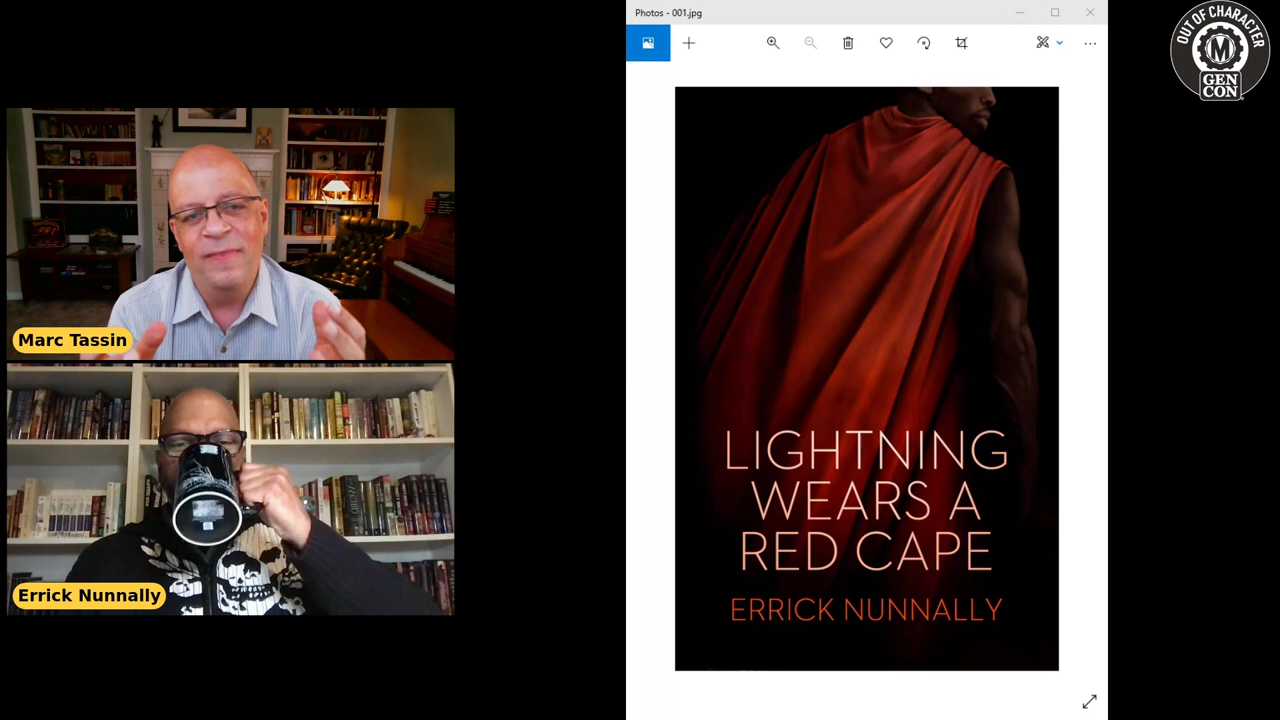 Photos - 001.jpg
OUT OF CHARACTER
M
GEN
CON
Marc Tassin
Errick Nunnally
LIGHTNING
WEARS A
RED CAPE
ERRICK NUNNALLY